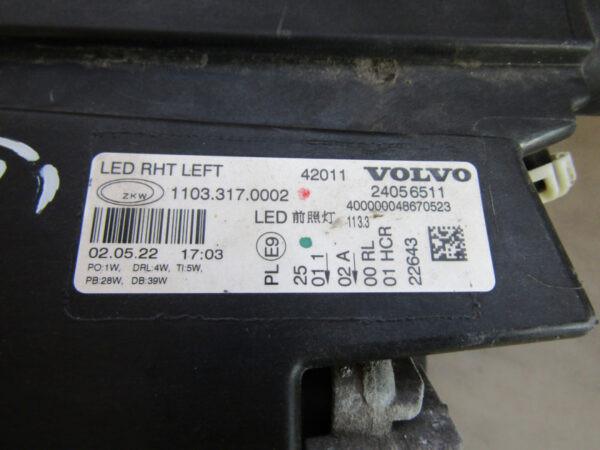 LED RHT LEFT 42011 VOLVO
ZKW 1103.317.0002 24056511
400000048670523
LED 前照灯 113.3
02.05.22 17:03
PO:1W, DRL:4W, TI:5W,
PB:28W, DB:39W
PL E9
25
01 1
02 A
00 RL
01 HCR
22643